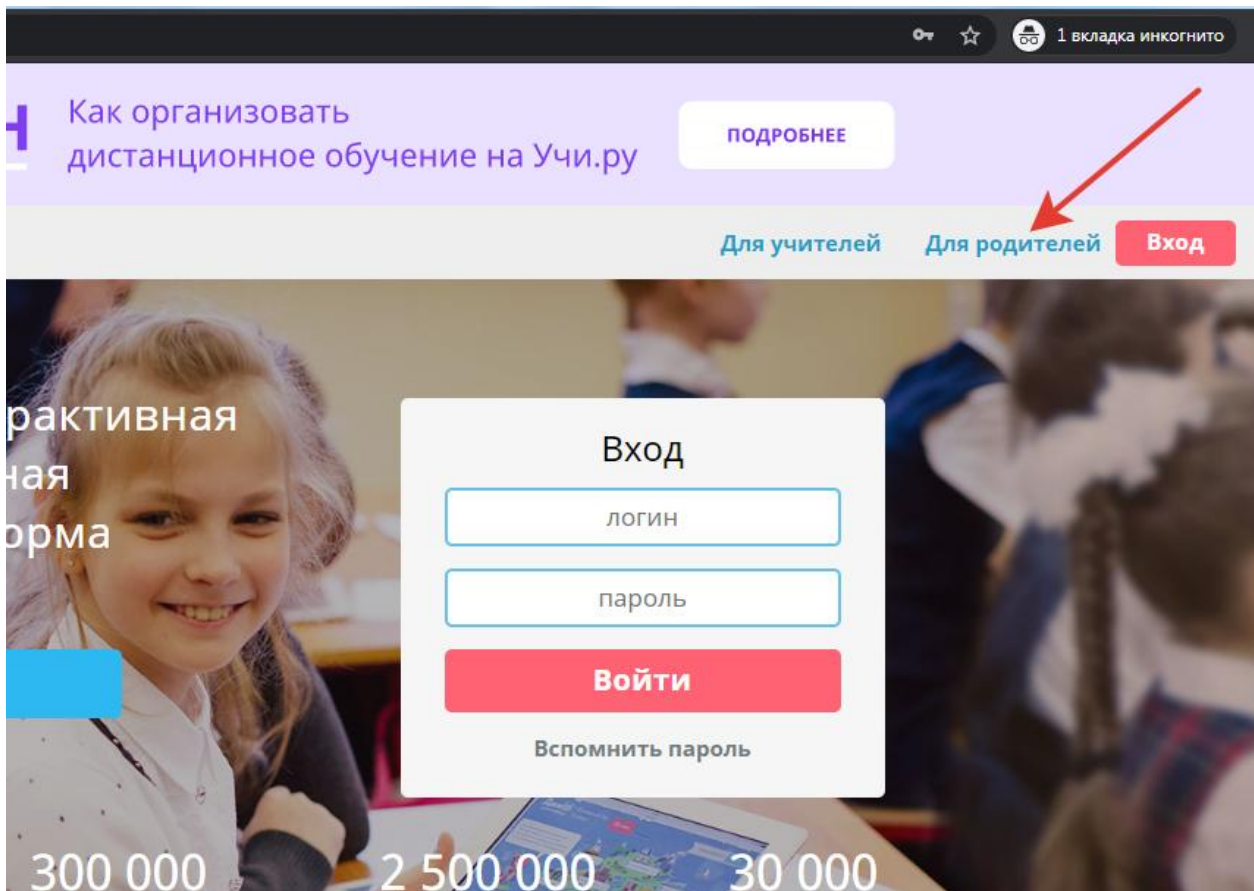 1 вкладка инкогнито
Как организовать
дистанционное обучение на Учи.ру
ПОДРОБНЕЕ
Для учителей
Для родителей
Вход
рактивная
ная
орма
Вход
логин
пароль
Войти
Вспомнить пароль
300 000
2 500 000
30 000